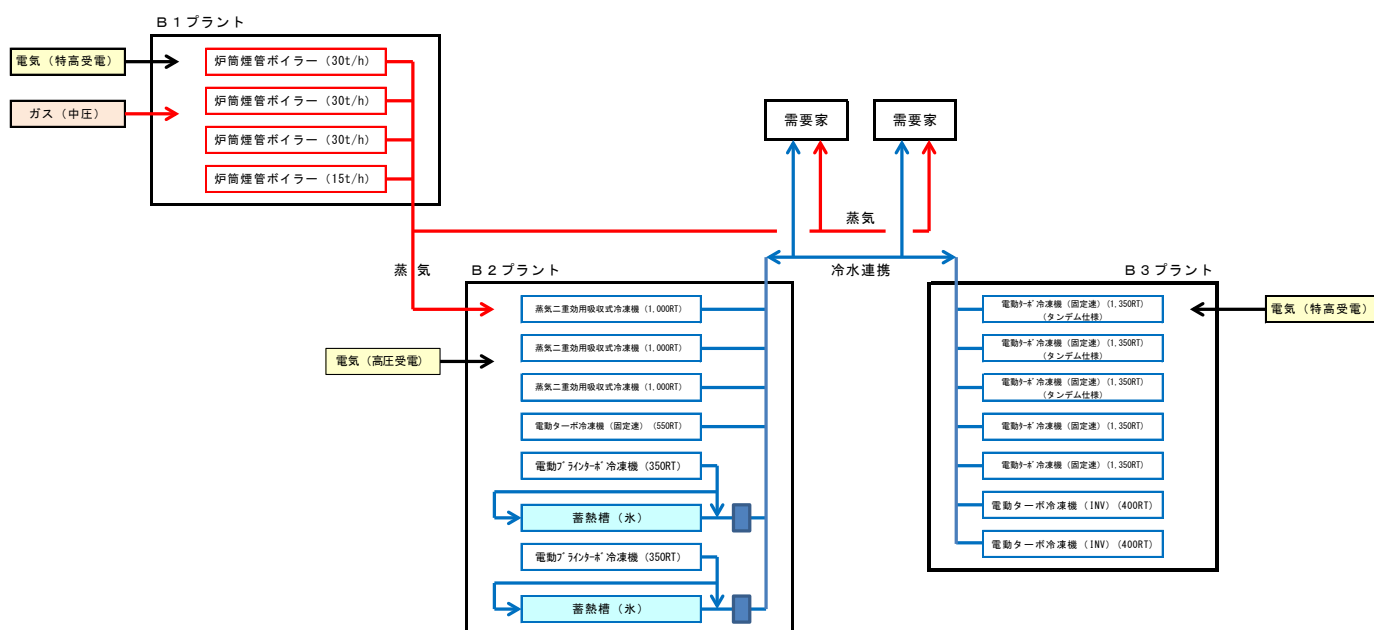 B1プラント
電気(特高受電)
ガス(中圧)
炉筒煙管ボイラー(30t/h)
炉筒煙管ボイラー(30t/h)
炉筒煙管ボイラー(30t/h)
炉筒煙管ボイラー(15t/h)
需要家
需要家
蒸気
蒸気
冷水連携
B2プラント
電気(高圧受電)
蒸気二重効用吸収式冷凍機(1,000RT)
蒸気二重効用吸収式冷凍機(1,000RT)
蒸気二重効用吸収式冷凍機(1,000RT)
電動ターボ冷凍機(固定速)(550RT)
電動ブラインターボ冷凍機(350RT)
蓄熱槽(氷)
電動ブラインターボ冷凍機(350RT)
蓄熱槽(氷)
B3プラント
電動ターボ冷凍機(固定速)(1,350RT)
(タンデム仕様)
電動ターボ冷凍機(固定速)(1,350RT)
(タンデム仕様)
電動ターボ冷凍機(固定速)(1,350RT)
(タンデム仕様)
電動ターボ冷凍機(固定速)(1,350RT)
電動ターボ冷凍機(固定速)(1,350RT)
電動ターボ冷凍機(INV)(400RT)
電動ターボ冷凍機(INV)(400RT)
電気(特高受電)